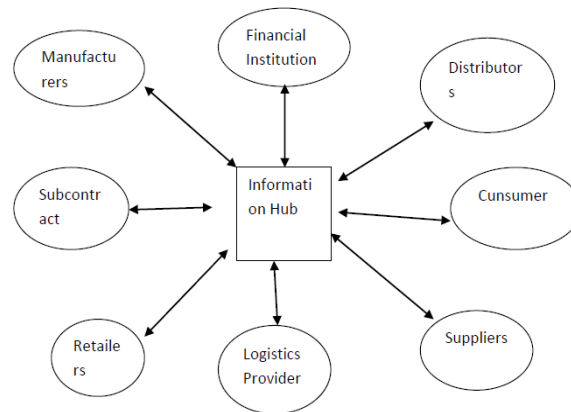 Financial
Institution
Manufactu
rers
Distributor
s
Informati
on Hub
Subcontr
act
Cunsumer
Retaile
rs
Logistics
Provider
Suppliers